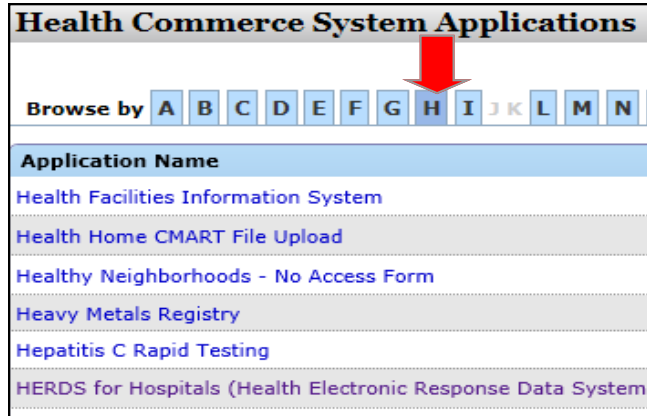 Health Commerce System Applications
Browse by A B C D E F G H I J K L M N
Application Name
Health Facilities Information System
Health Home CMART File Upload
Healthy Neighborhoods - No Access Form
Heavy Metals Registry
Hepatitis C Rapid Testing
HERDS for Hospitals (Health Electronic Response Data System